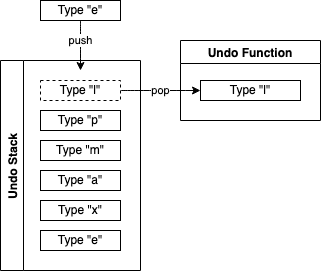 Type "e"
push
Undo Function
Type "l"
pop
Type "l"
Type "p"
Type "m"
Type "a"
Type "x"
Type "e"
Undo Stack